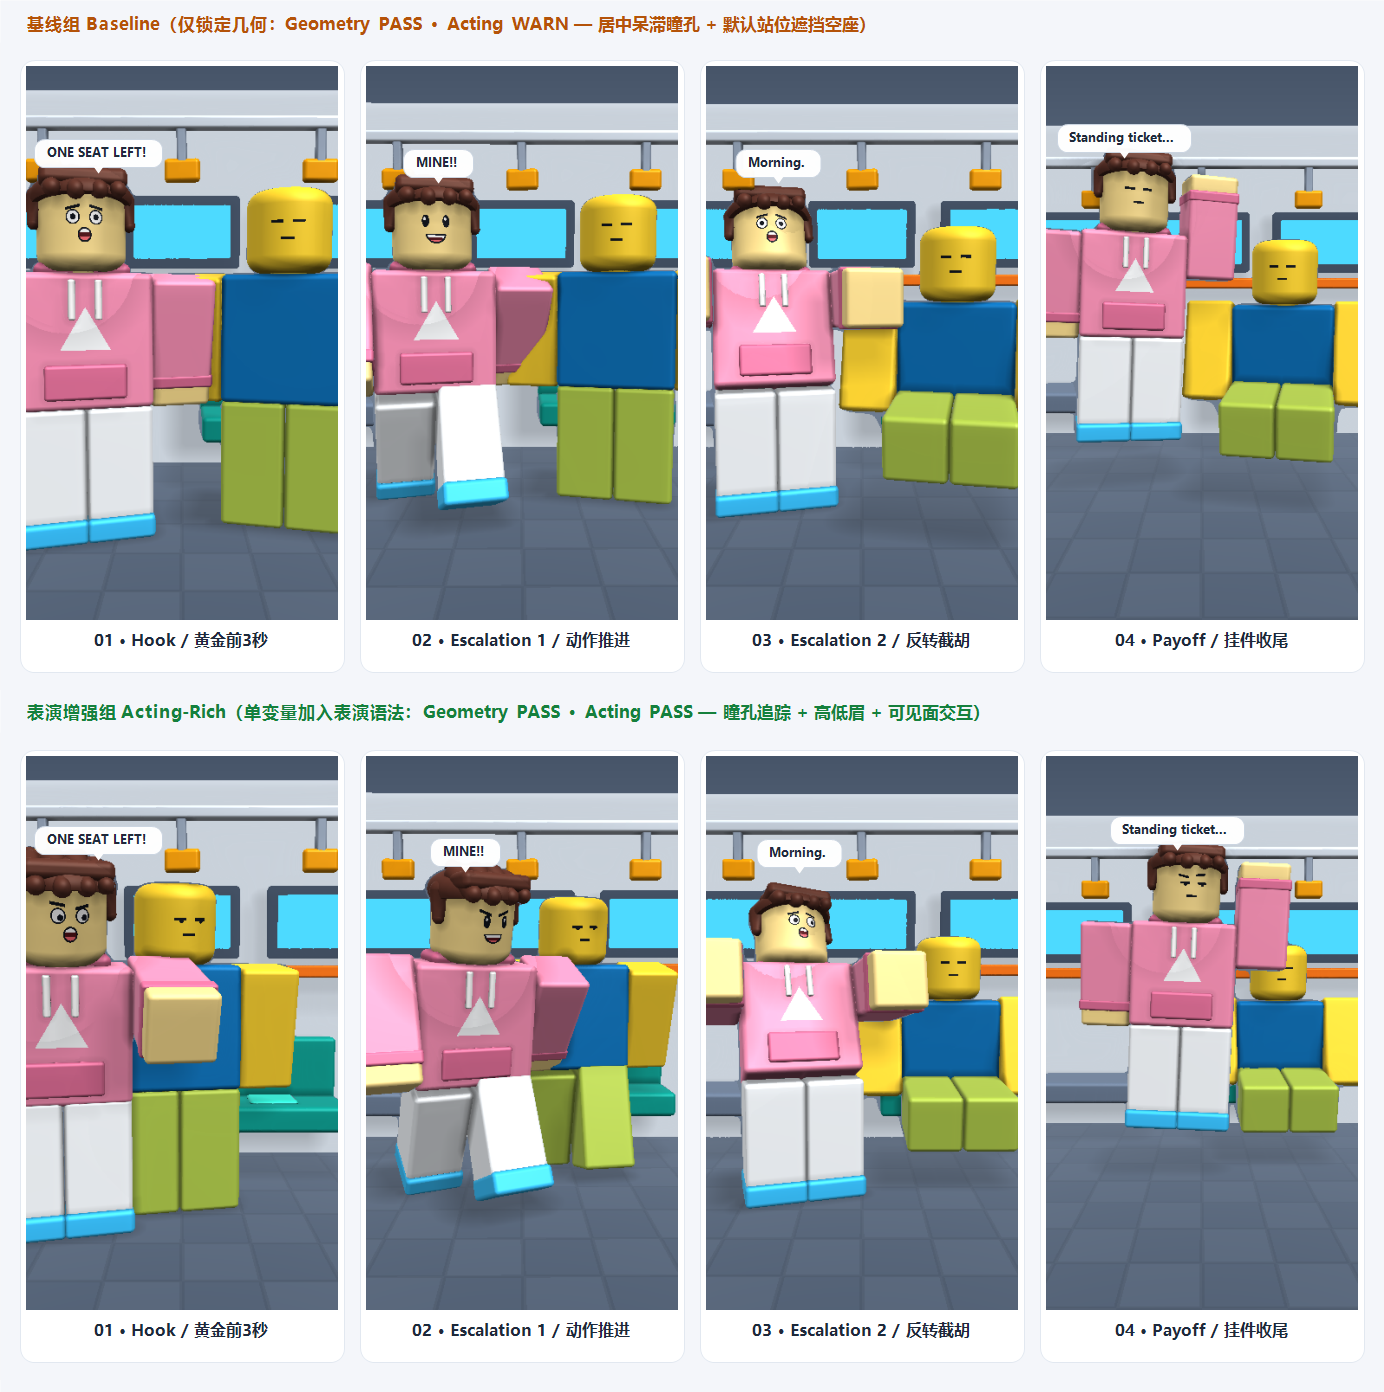 基线组 Baseline（仅锁定几何：Geometry PASS • Acting WARN — 居中呆滞瞳孔 + 默认站位遮挡空座）
ONE SEAT LEFT!
MINE!!
Morning.
Standing ticket...
01 • Hook / 黄金前3秒
02 • Escalation 1 / 动作推进
03 • Escalation 2 / 反转截胡
04 • Payoff / 挂件收尾
表演增强组 Acting-Rich（单变量加入表演语法：Geometry PASS • Acting PASS — 瞳孔追踪 + 高低眉 + 可见面交互）
ONE SEAT LEFT!
MINE!!
Morning.
Standing ticket...
01 • Hook / 黄金前3秒
02 • Escalation 1 / 动作推进
03 • Escalation 2 / 反转截胡
04 • Payoff / 挂件收尾